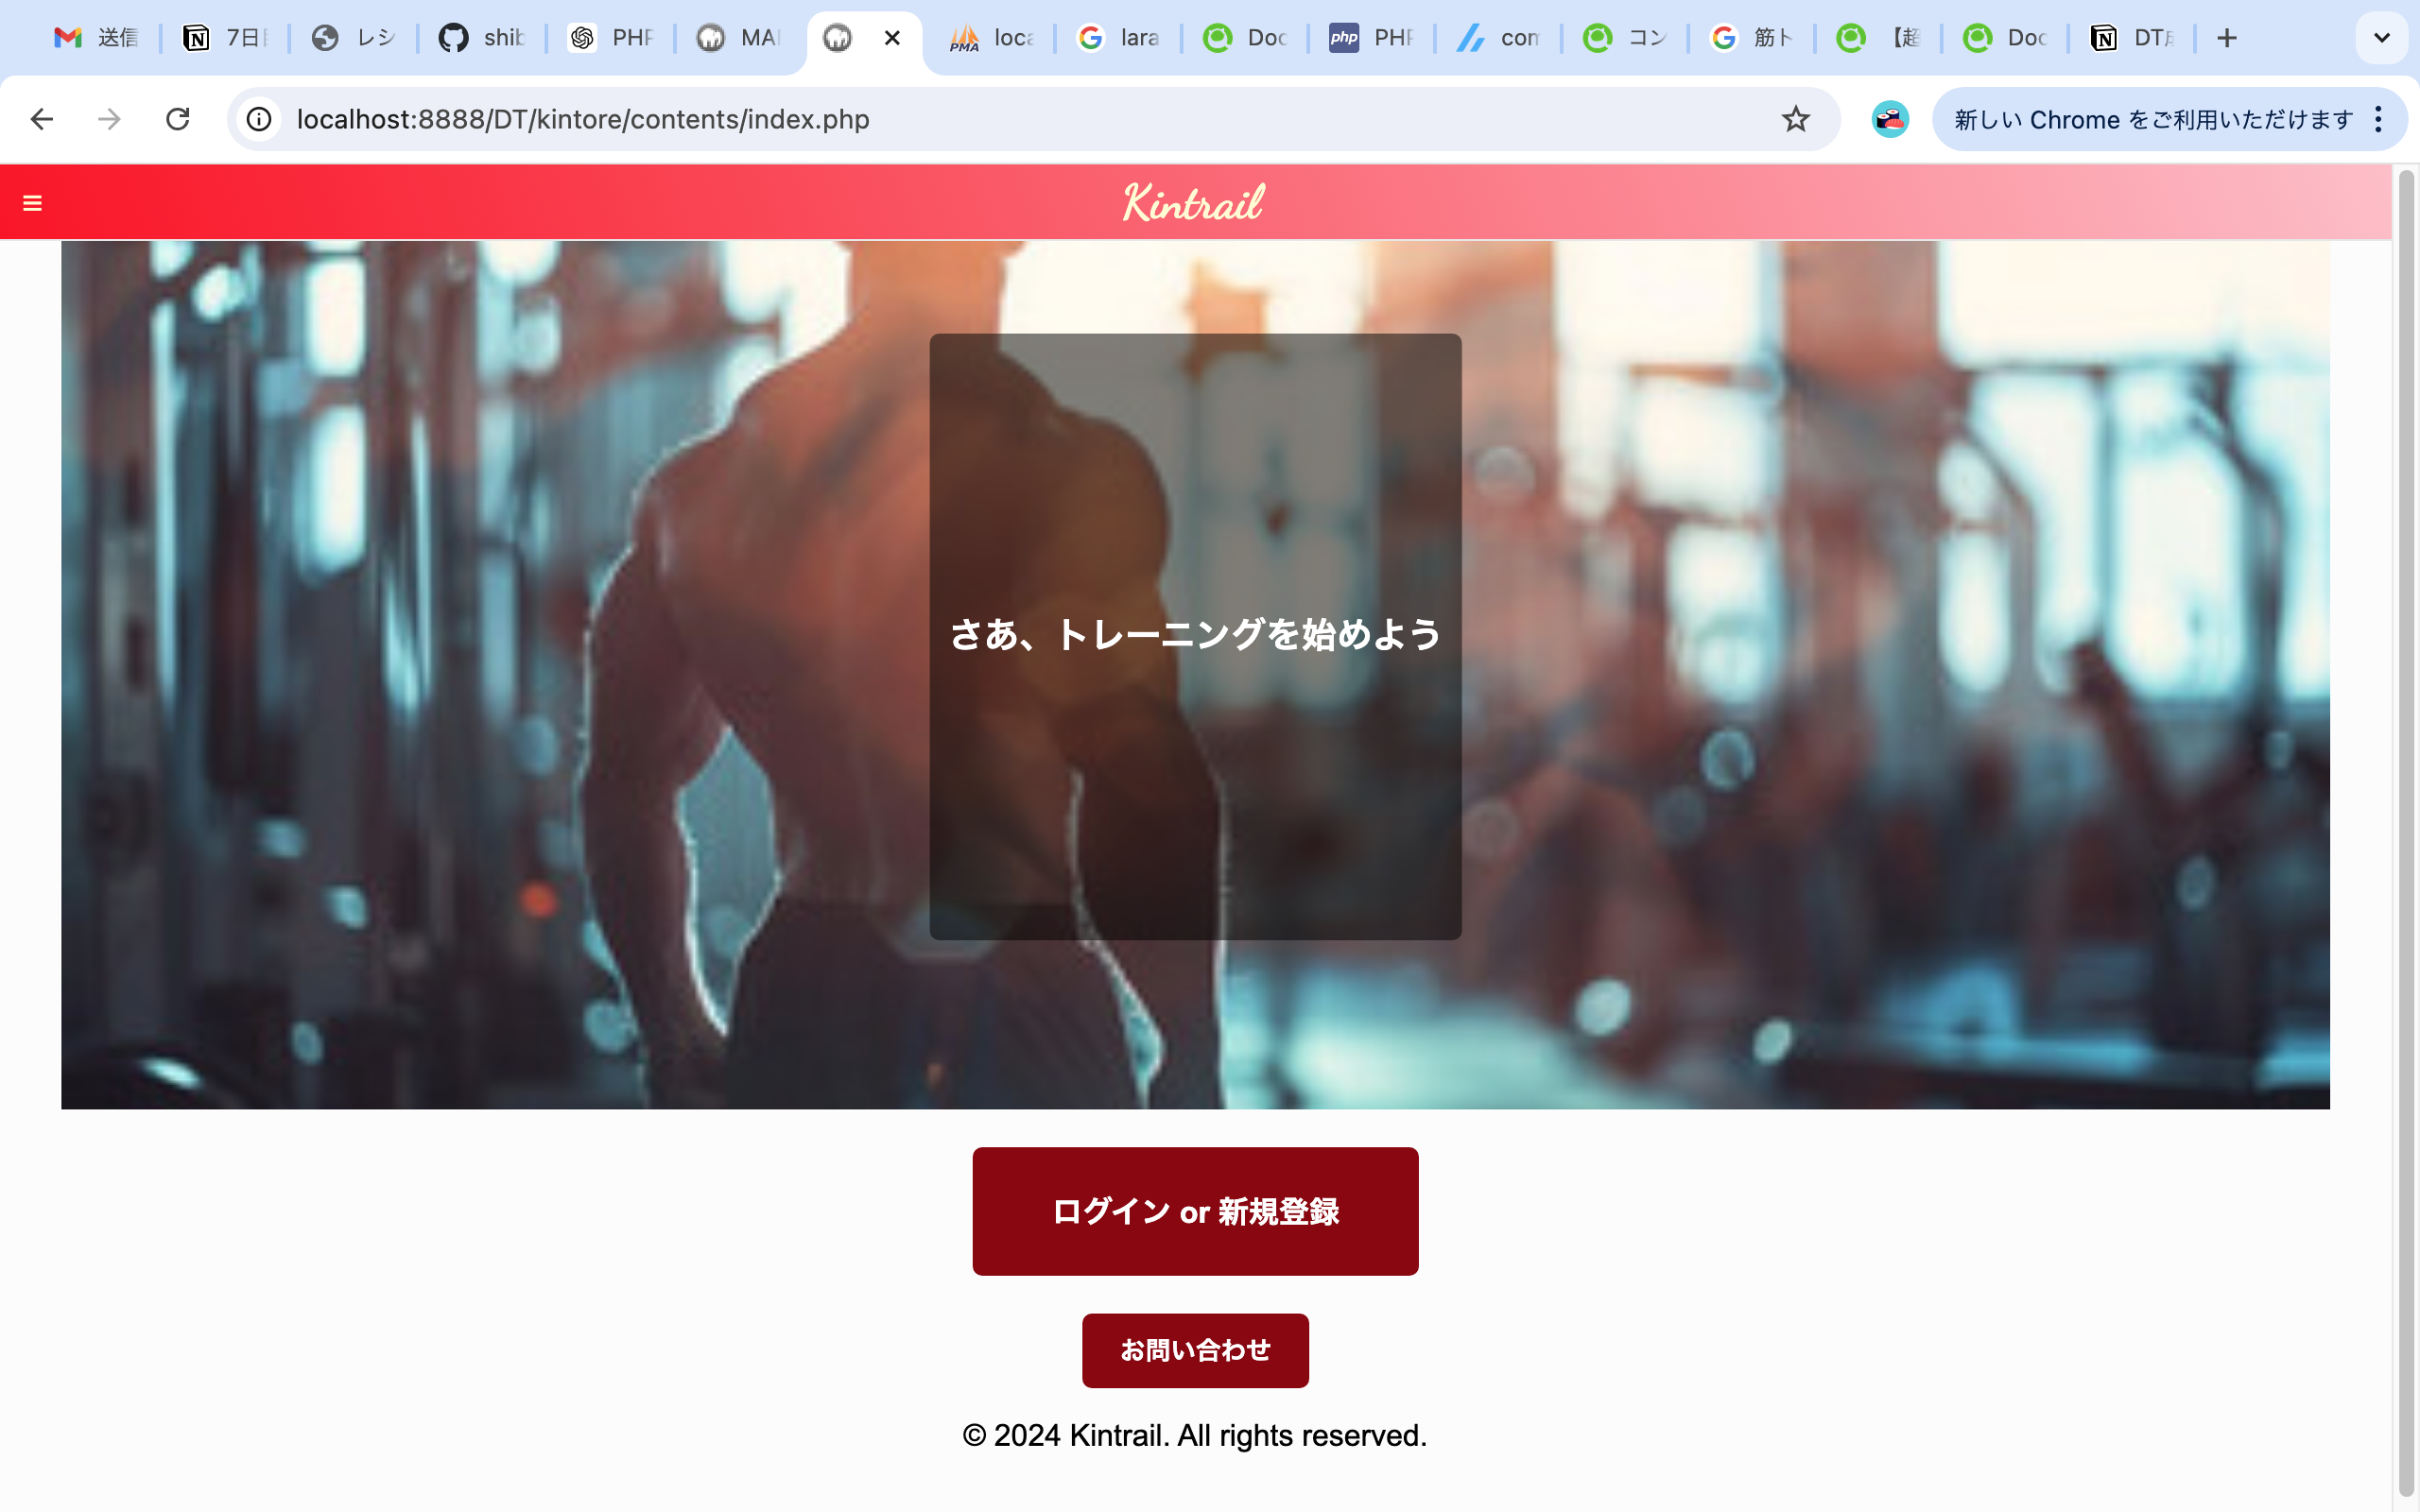 送信
7日
レシ
shib
PHP
MA
loca
lara
Doc
php PHP
con
コン
筋ト
【超
Doc
DT
localhost:8888/DT/kintore/contents/index.php
新しい Chrome をご利用いただけます
Kintrail
さあ、トレーニングを始めよう
ログイン or 新規登録
お問い合わせ
© 2024 Kintrail. All rights reserved.